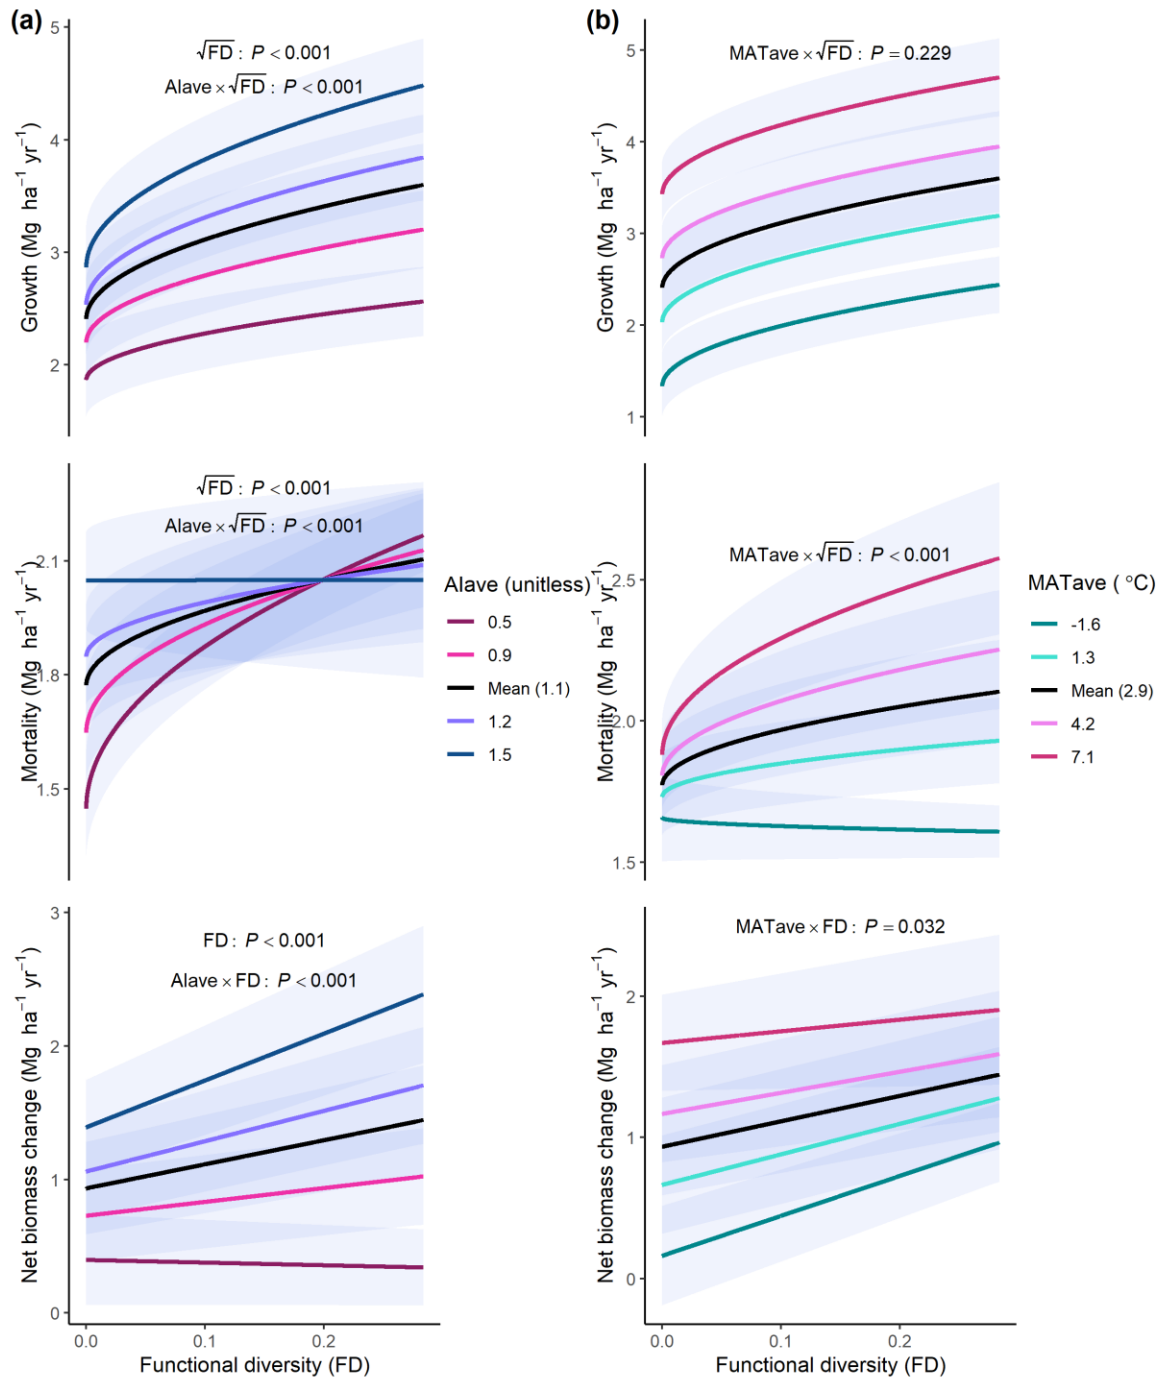 (a)
5
4
3
2
Growth (Mg ha⁻¹ yr⁻¹)
√FD: P < 0.001
AIave × √FD: P < 0.001
(b)
5
4
3
2
1
Growth (Mg ha⁻¹ yr⁻¹)
MATave × √FD: P = 0.229
2.1
1.8
1.5
Mortality (Mg ha⁻¹ yr⁻¹)
√FD: P < 0.001
AIave × √FD: P < 0.001
AIave (unitless)
0.5
0.9
Mean (1.1)
1.2
1.5
2.5
2.0
1.5
Mortality (Mg ha⁻¹ yr⁻¹)
MATave × √FD: P < 0.001
MATave ( °C)
-1.6
1.3
Mean (2.9)
4.2
7.1
3
2
1
0
Net biomass change (Mg ha⁻¹ yr⁻¹)
FD: P < 0.001
AIave × FD: P < 0.001
0.0 0.1 0.2
Functional diversity (FD)
2
1
0
Net biomass change (Mg ha⁻¹ yr⁻¹)
MATave × FD: P = 0.032
0.0 0.1 0.2
Functional diversity (FD)